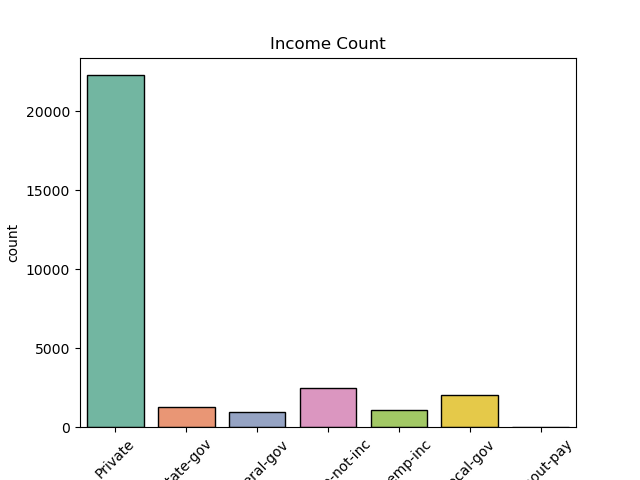 Income Count
count
20000
15000
10000
5000
0
Private
tate-gov
eral-gov
-not-inc
emp-inc
cal-gov
out-pay